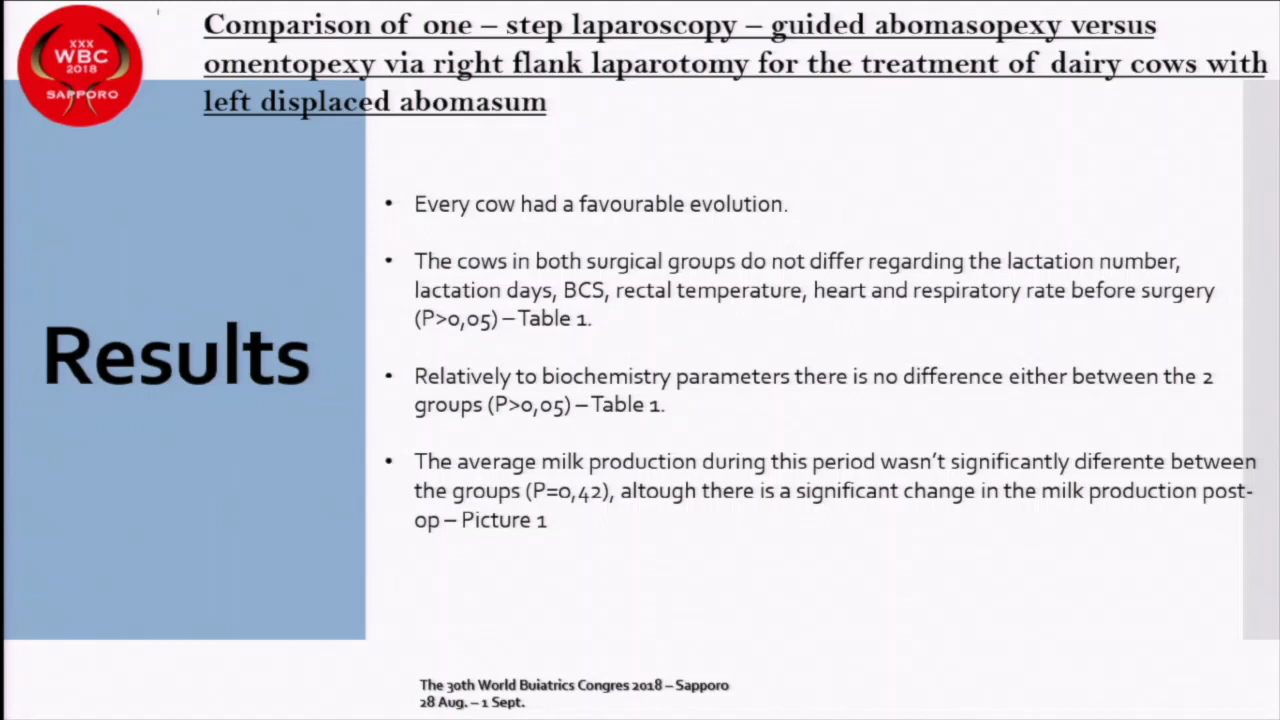 XXX
WBC
2018
SAPPORO
Comparison of one – step laparoscopy – guided abomasopexy versus
omentopexy via right flank laparotomy for the treatment of dairy cows with
left displaced abomasum
Results
• Every cow had a favourable evolution.
• The cows in both surgical groups do not differ regarding the lactation number,
lactation days, BCS, rectal temperature, heart and respiratory rate before surgery
(P>0,05) – Table 1.
• Relatively to biochemistry parameters there is no difference either between the 2
groups (P>0,05) – Table 1.
• The average milk production during this period wasn't significantly diferente between
the groups (P=0,42), altough there is a significant change in the milk production post-
op – Picture 1
The 30th World Buiatrics Congres 2018 – Sapporo
28 Aug. – 1 Sept.